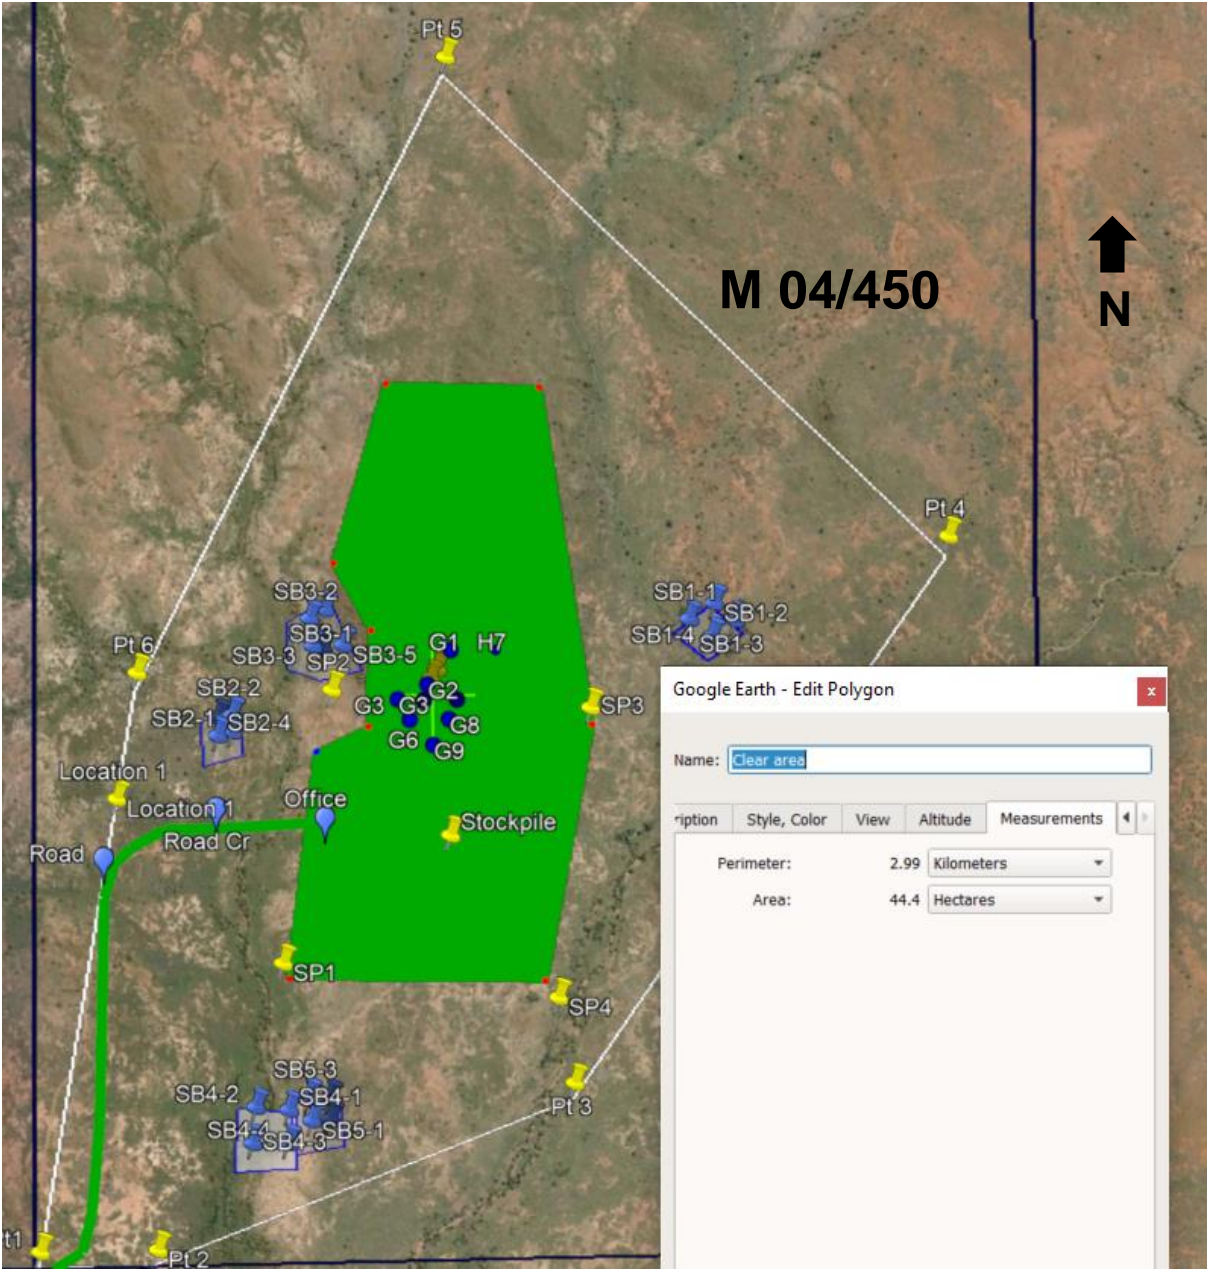 Pt 5
M 04/450
N
Pt 4
SB3-2
SB1-1
SB1-2
SB1-4
SB1-3
SB3-1
SB3-3
SP2
SB3-5
G1
H7
Pt 6
SB2-2
G2
G3
G3
SB2-1
SB2-4
G8
G6
G9
SP3
Location 1
Location 1
Office
Stockpile
Road Cr
Road
SP1
SP4
SB5-3
SB4-2
SB4-1
Pt 3
SB4-4
SB4-3
SB5-1
t1
Pt 2
Google Earth - Edit Polygon
x
Name: Clear area
ription Style, Color View Altitude Measurements
Perimeter: 2.99 Kilometers
Area: 44.4 Hectares